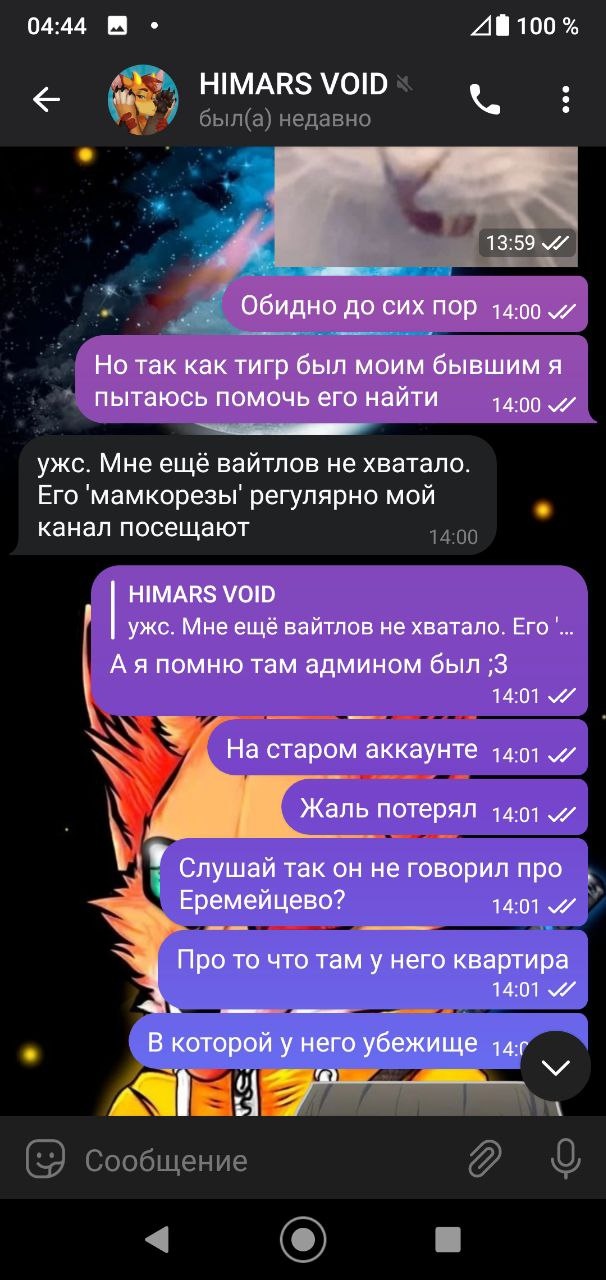 04:44
100 %
HIMARS VOID
был(а) недавно
13:59
Обидно до сих пор 14:00
Но так как тигр был моим бывшим я
пытаюсь помочь его найти 14:00
ужс. Мне ещё вайтлов не хватало.
Его 'мамкорезы' регулярно мой
канал посещают 14:00
HIMARS VOID
ужс. Мне ещё вайтлов не хватало. Его '...
А я помню там админом был ;3
14:01
На старом аккаунте 14:01
Жаль потерял 14:01
Слушай так он не говорил про
Еремейцево? 14:01
Про то что там у него квартира
14:01
В которой у него убежище
Сообщение